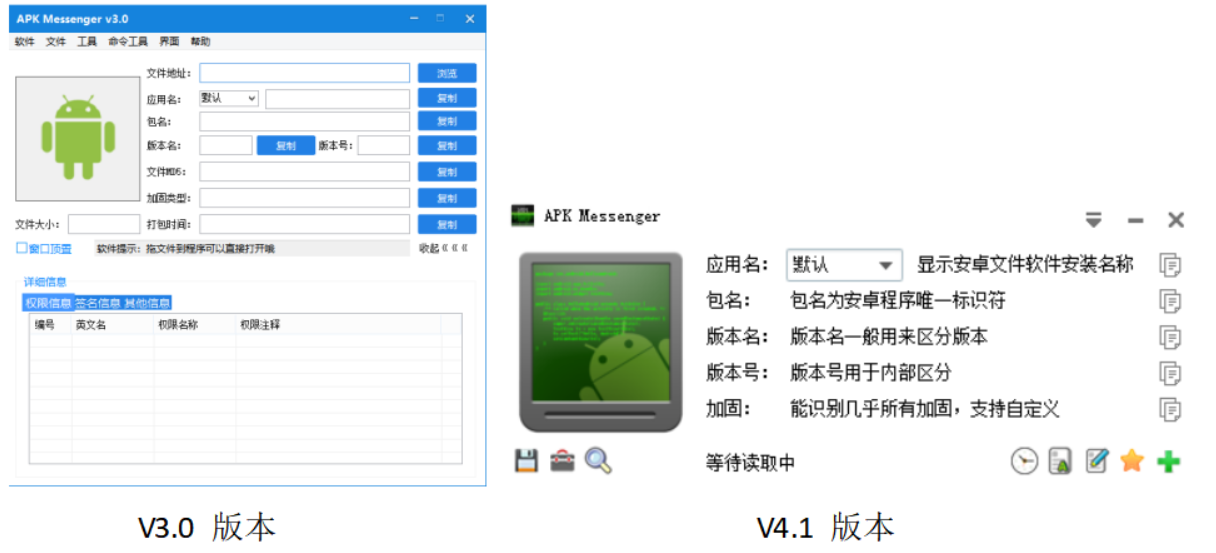 APK Messenger v3.0
软件 文件 工具 命令工具 界面 帮助
文件地址: 浏览
应用名: 默认 复制
包名: 复制
版本名: 复制 版本号: 复制
文件MD5: 复制
加固类型: 复制
文件大小: 打包时间: 复制
窗口顶置 软件提示: 拖文件到程序可以直接打开哦 收起《《《
详细信息
权限信息 签名信息 其他信息
编号 英文名 权限名称 权限注释
V3.0 版本
APK Messenger
应用名: 默认 显示安卓文件软件安装名称
包名: 包名为安卓程序唯一标识符
版本名: 版本名一般用来区分版本
版本号: 版本号用于内部区分
加固: 能识别几乎所有加固，支持自定义
等待读取中
V4.1 版本